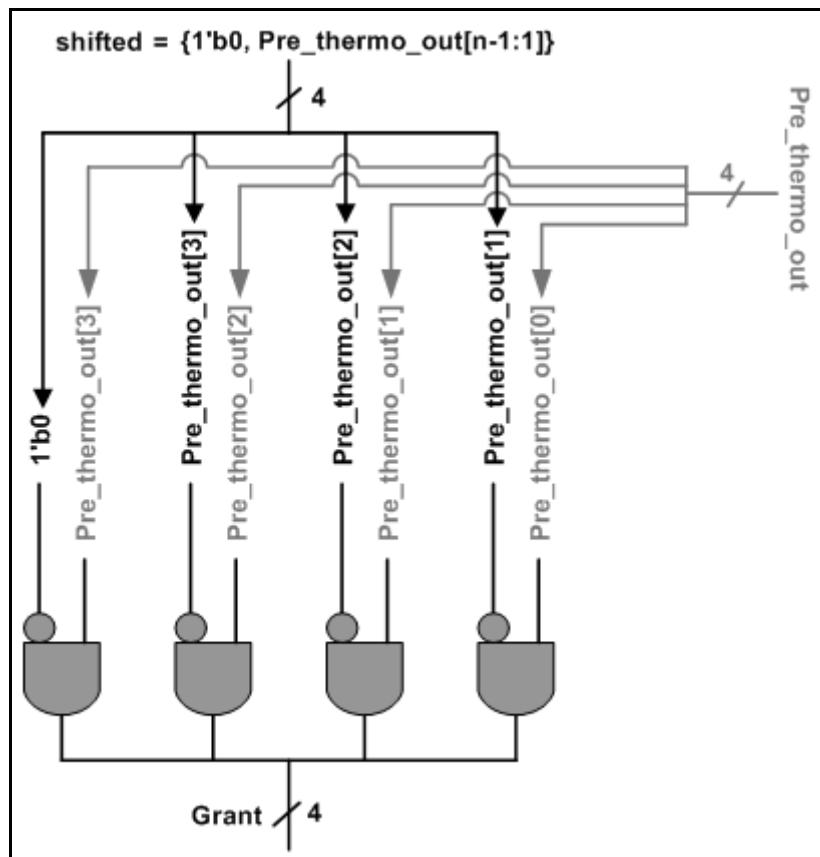 shifted = {1'b0, Pre_thermo_out[n-1:1]}
4
4
Pre_thermo_out
1'b0
Pre_thermo_out[3]
Pre_thermo_out[3]
Pre_thermo_out[2]
Pre_thermo_out[2]
Pre_thermo_out[1]
Pre_thermo_out[1]
Pre_thermo_out[0]
Grant
4